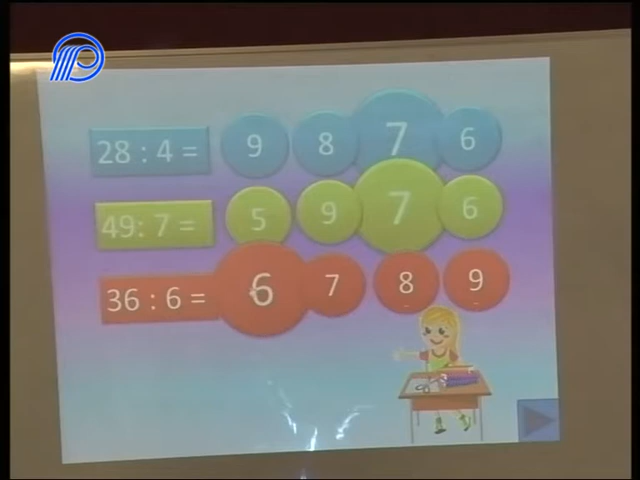 28 : 4 = 9 8 7 6
49: 7 = 5 9 7 6
36 : 6 = 6 7 8 9